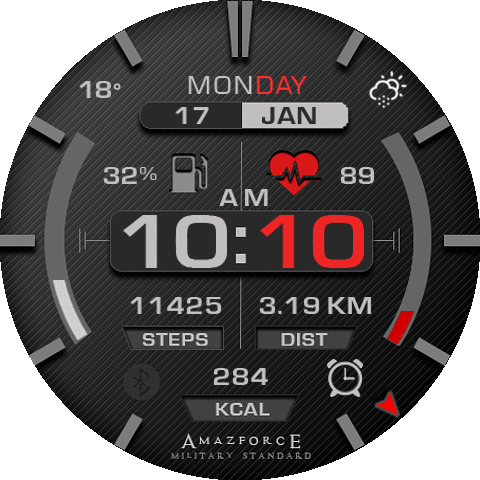 18°
MONDAY
17 JAN
32% 89
AM
10:10
11425 3.19 KM
STEPS DIST
284
KCAL
AMAZFORCE
MILITARY STANDARD